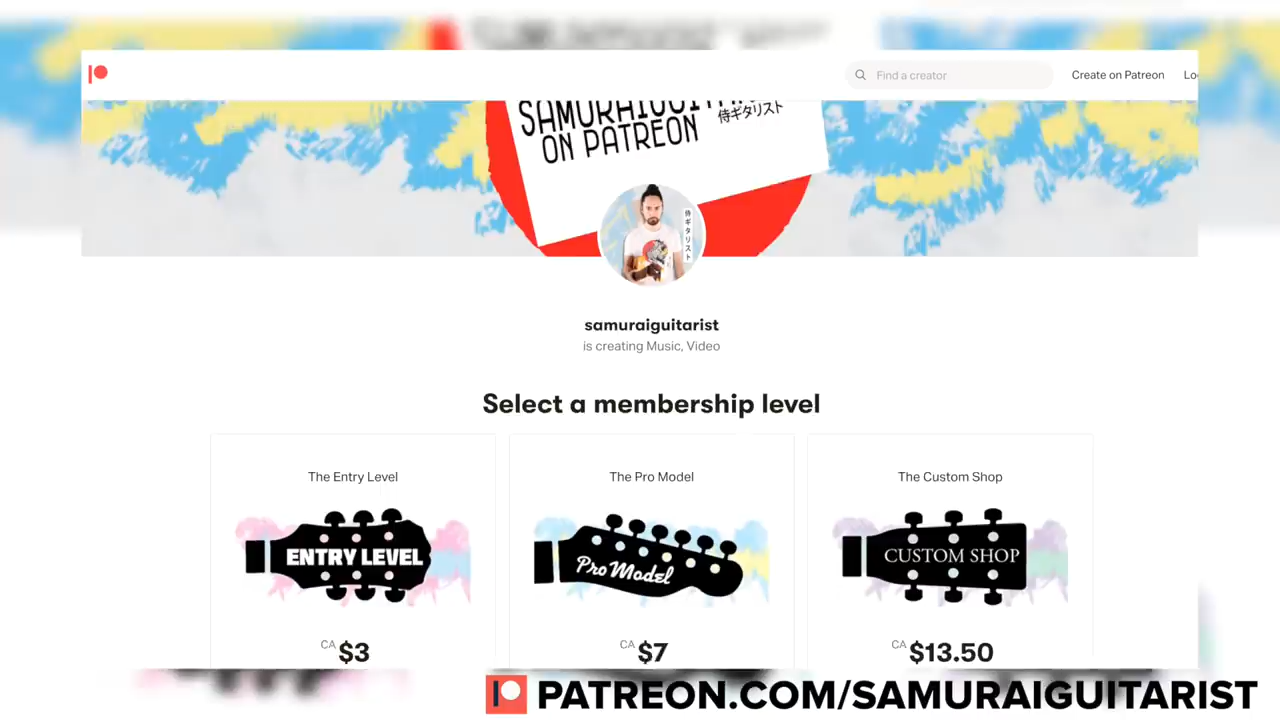 Find a creator
Create on Patreon
SAMURAIGUITARIST
侍ギタリスト
ON PATREON
侍ギタリスト
samuraiguitarist
is creating Music, Video
Select a membership level
The Entry Level
The Pro Model
The Custom Shop
ENTRY LEVEL
Pro Model
CUSTOM SHOP
CA $3
CA $7
CA $13.50
PATREON.COM/SAMURAIGUITARIST